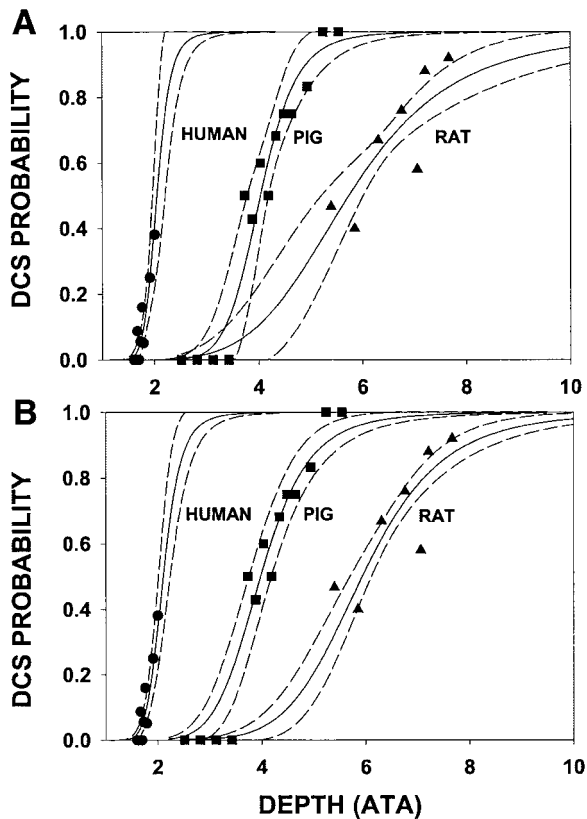 A
DCS PROBABILITY
1.0
0.8
0.6
0.4
0.2
0.0
HUMAN
PIG
RAT
2
4
6
8
10
B
DCS PROBABILITY
1.0
0.8
0.6
0.4
0.2
0.0
HUMAN
PIG
RAT
2
4
6
8
10
DEPTH (ATA)